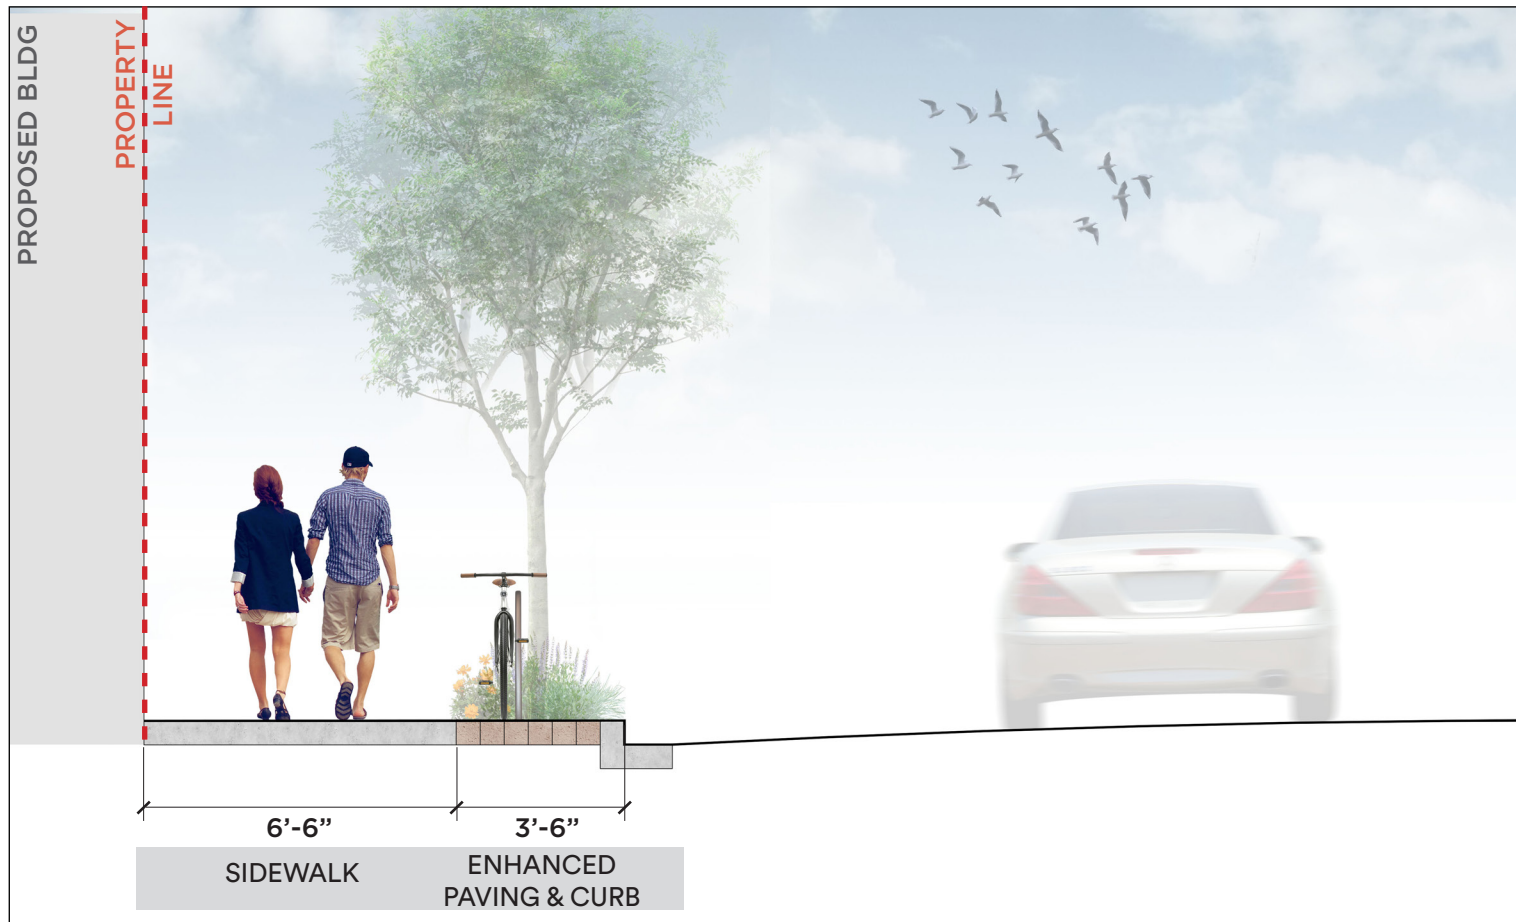 PROPOSED BLDG
PROPERTY
LINE
6’-6”
3’-6”
SIDEWALK
ENHANCED
PAVING & CURB